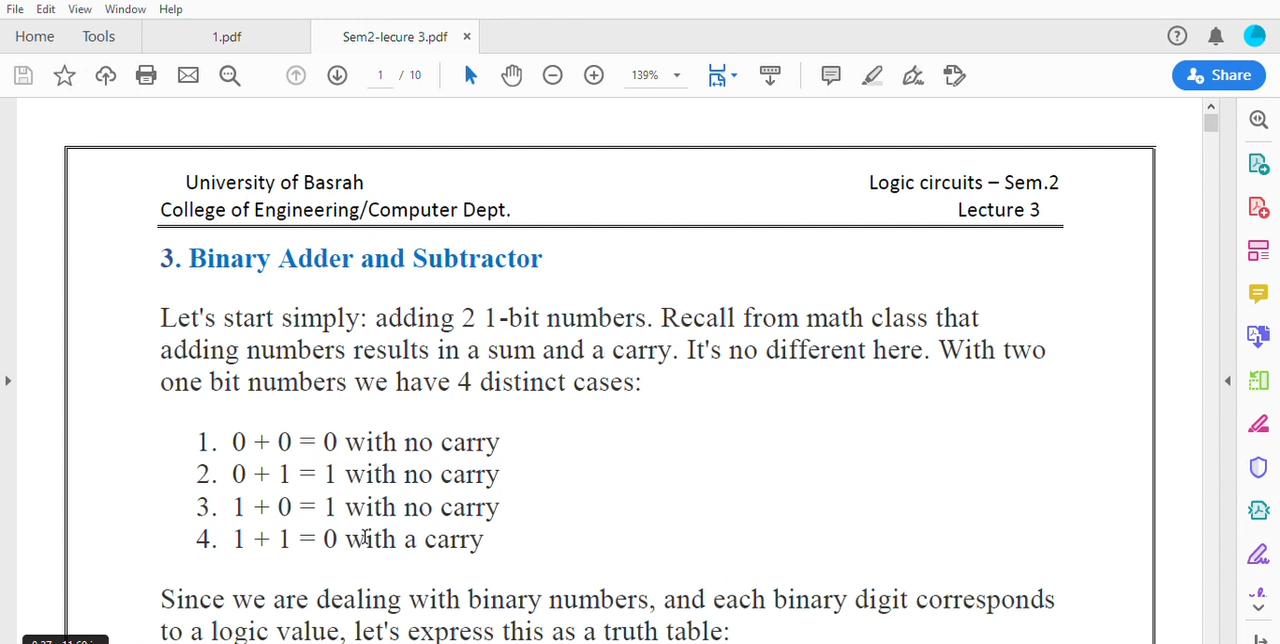 File Edit View Window Help
Home Tools 1.pdf Sem2-lecure 3.pdf ×
1 / 10 139% Share
University of Basrah Logic circuits – Sem.2
College of Engineering/Computer Dept. Lecture 3
3. Binary Adder and Subtractor
Let's start simply: adding 2 1-bit numbers. Recall from math class that
adding numbers results in a sum and a carry. It's no different here. With two
one bit numbers we have 4 distinct cases:
1. 0 + 0 = 0 with no carry
2. 0 + 1 = 1 with no carry
3. 1 + 0 = 1 with no carry
4. 1 + 1 = 0 with a carry
Since we are dealing with binary numbers, and each binary digit corresponds
to a logic value, let's express this as a truth table: